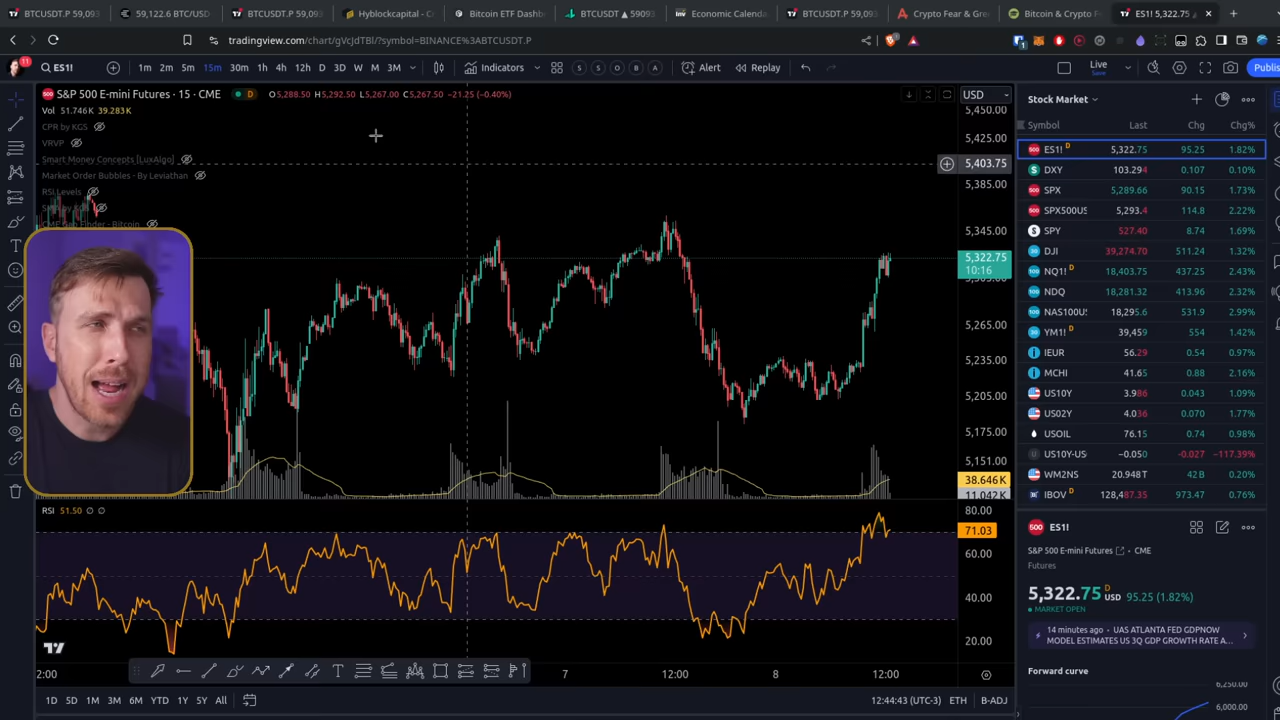 BTCUSDT.P 59,093
59,122.6 BTC/USD
BTCUSDT.P 59,093
Hyblockcapital - C
Bitcoin ETF Dashb
BTCUSDT ▲ 5909
Economic Calenda
BTCUSDT.P 59,09
Crypto Fear & Gre
Bitcoin & Crypto F
ES1! 5,322.75
tradingview.com/chart/gVcJdTBl/?symbol=BINANCE%3ABTCUSDT.P
11 ES1! 1m 2m 5m 15m 30m 1h 2h 4h 12h D 3D W M 3M Indicators S S O B A Alert Replay Live Save Publis
S&P 500 E-mini Futures · 15 · CME D O5,288.50 H5,292.50 L5,267.00 C5,267.50 -21.25 (-0.40%) USD
Vol 51.746K 39.283K
CPR by KGS
VRVP
Smart Money Concepts [LuxAlgo]
Market Order Bubbles - By Leviathan
RSI Levels
5,450.00
5,425.00
5,403.75
5,385.00
5,345.00
5,322.75
10:16
5,265.00
5,235.00
5,205.00
5,175.00
5,151.00
38.646K
11.042K
RSI 51.50
80.00
71.03
60.00
40.00
20.00
2:00 7 12:00 8 12:00
1D 5D 1M 3M 6M YTD 1Y 5Y All 12:44:43 (UTC-3) ETH B-ADJ
Stock Market
Symbol Last Chg Chg%
ES1! D 5,322.75 95.25 1.82%
DXY 103.294 0.107 0.10%
SPX 5,289.66 90.15 1.73%
SPX500US 5,293.4 114.8 2.22%
SPY 527.40 8.74 1.69%
DJI 39,274.70 511.24 1.32%
NQ1! D 18,403.75 437.25 2.43%
NDQ 18,281.32 413.96 2.32%
NAS100US 18,295.6 531.9 2.99%
YM1! D 39,459 554 1.42%
IEUR 56.29 0.54 0.97%
MCHI 41.65 0.88 2.16%
US10Y 3.986 0.043 1.09%
US02Y 4.036 0.070 1.77%
USOIL 76.15 0.74 0.98%
US10Y-US -0.050 -0.027 -117.39%
WM2NS 20.948T 42B 0.20%
IBOV D 128,487.35 973.47 0.76%
ES1!
S&P 500 E-mini Futures · CME
Futures
5,322.75 D USD 95.25 (1.82%)
MARKET OPEN
14 minutes ago · UAS ATLANTA FED GDPNOW
MODEL ESTIMATES US 3Q GDP GROWTH RATE A...
Forward curve
6,250.00
6,000.00